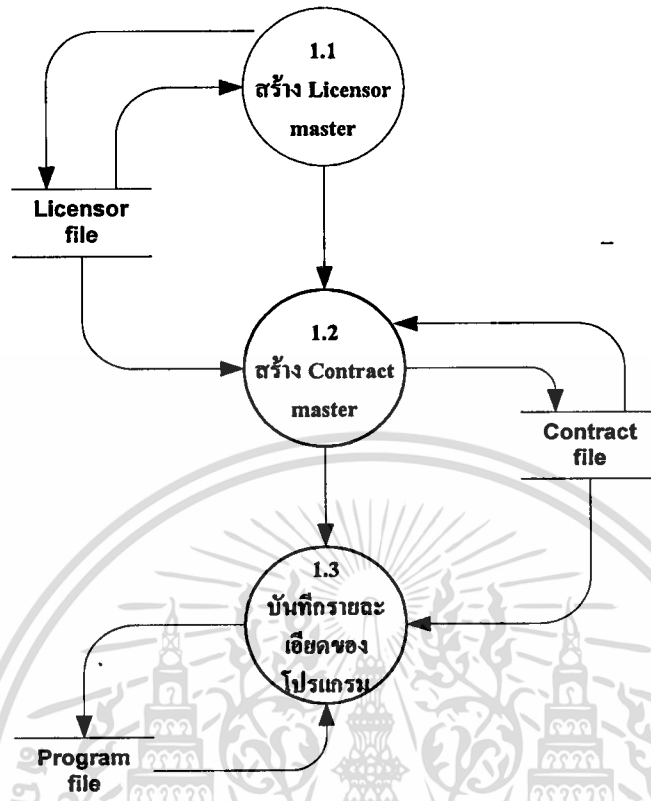 1.1
สร้าง Licensor
master
Licensor
file
1.2
สร้าง Contract
master
Contract
file
1.3
บันทึกรายละ
เอียดของ
โปรแกรม
Program
file